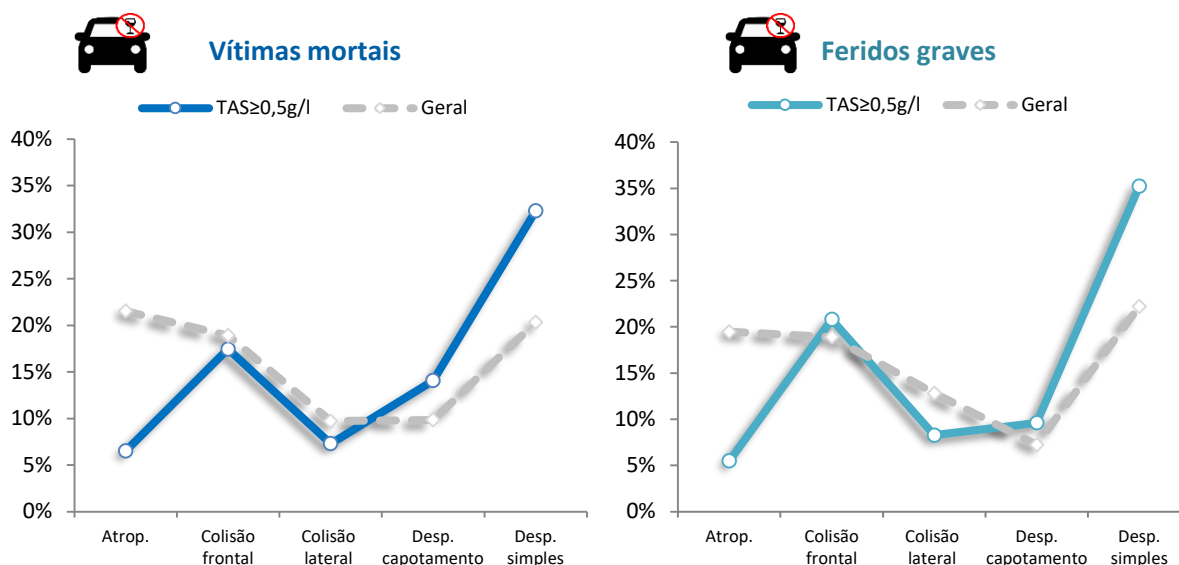 Vítimas mortais
TAS≥0,5g/l
Geral
40%
35%
30%
25%
20%
15%
10%
5%
0%
Atrop.
Colisão
frontal
Colisão
lateral
Desp.
capotamento
Desp.
simples
Feridos graves
TAS≥0,5g/l
Geral
40%
35%
30%
25%
20%
15%
10%
5%
0%
Atrop.
Colisão
frontal
Colisão
lateral
Desp.
capotamento
Desp.
simples